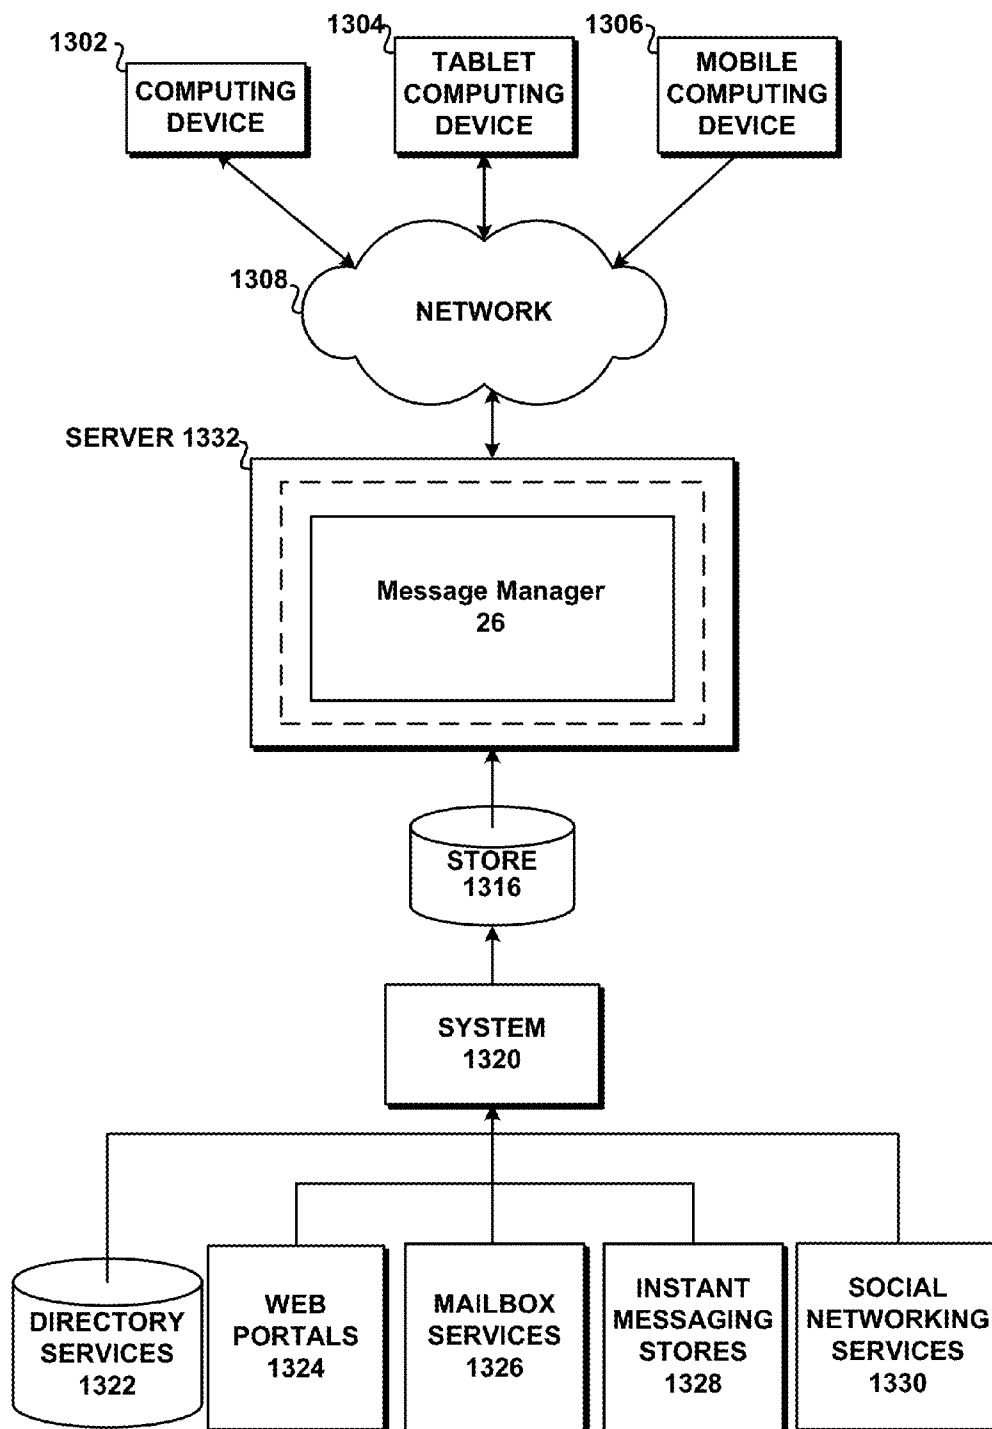 1302
1304
1306
COMPUTING
DEVICE
TABLET
COMPUTING
DEVICE
MOBILE
COMPUTING
DEVICE
1308
NETWORK
SERVER 1332
Message Manager
26
STORE
1316
SYSTEM
1320
DIRECTORY
SERVICES
1322
WEB
PORTALS
1324
MAILBOX
SERVICES
1326
INSTANT
MESSAGING
STORES
1328
SOCIAL
NETWORKING
SERVICES
1330